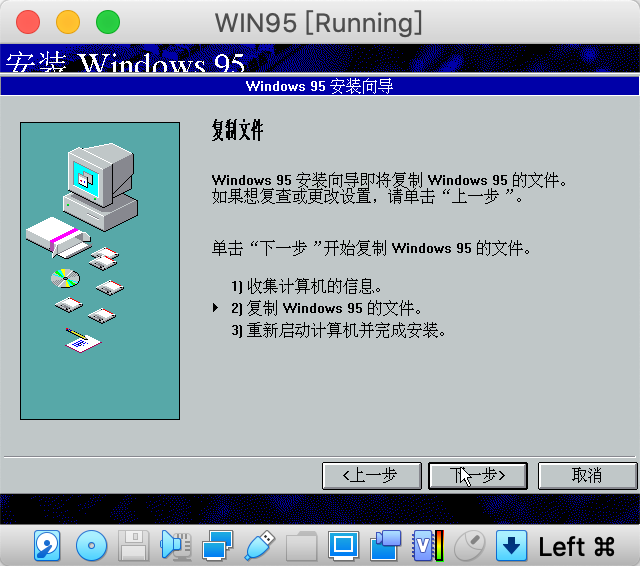 WIN95 [Running]
安装 Windows 95
Windows 95 安装向导
复制文件
Windows 95 安装向导即将复制 Windows 95 的文件。
如果想复查或更改设置，请单击“上一步 ”。
单击“下一步 ”开始复制 Windows 95 的文件。
1) 收集计算机的信息。
2) 复制 Windows 95 的文件。
3) 重新启动计算机并完成安装。
<上一步
下一步>
取消
V
Left ⌘